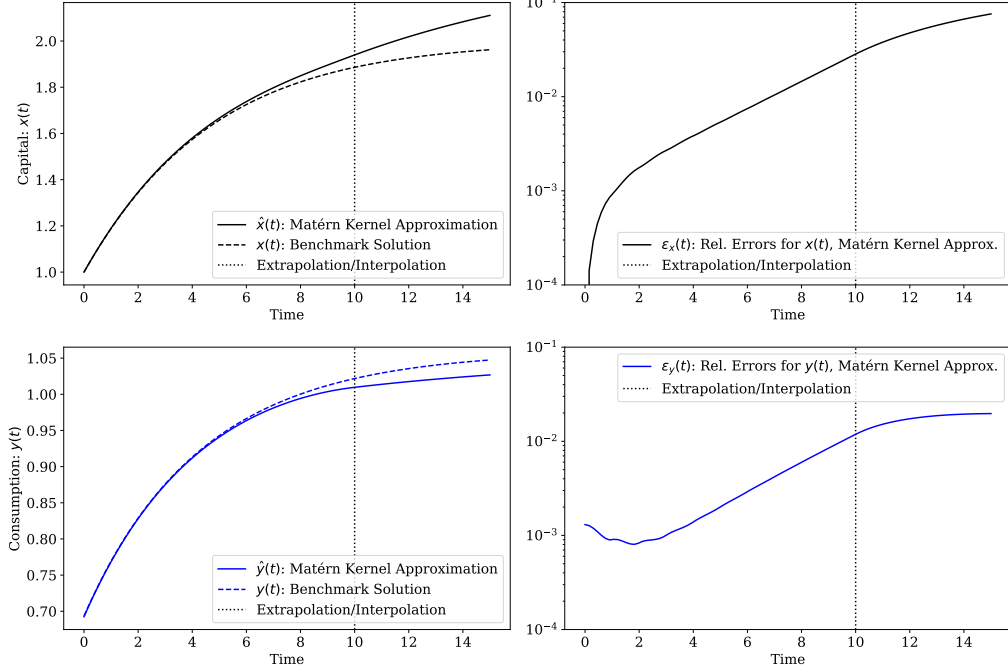 2.0
1.8
1.6
1.4
1.2
1.0
Capital: x(t)
x̂(t): Matérn Kernel Approximation
x(t): Benchmark Solution
Extrapolation/Interpolation
0 2 4 6 8 10 12 14
Time
10⁻¹
10⁻²
10⁻³
10⁻⁴
εₓ(t): Rel. Errors for x(t), Matérn Kernel Approx.
Extrapolation/Interpolation
0 2 4 6 8 10 12 14
Time
1.05
1.00
0.95
0.90
0.85
0.80
0.75
0.70
Consumption: y(t)
ŷ(t): Matérn Kernel Approximation
y(t): Benchmark Solution
Extrapolation/Interpolation
0 2 4 6 8 10 12 14
Time
10⁻¹
10⁻²
10⁻³
10⁻⁴
ε_y(t): Rel. Errors for y(t), Matérn Kernel Approx.
Extrapolation/Interpolation
0 2 4 6 8 10 12 14
Time